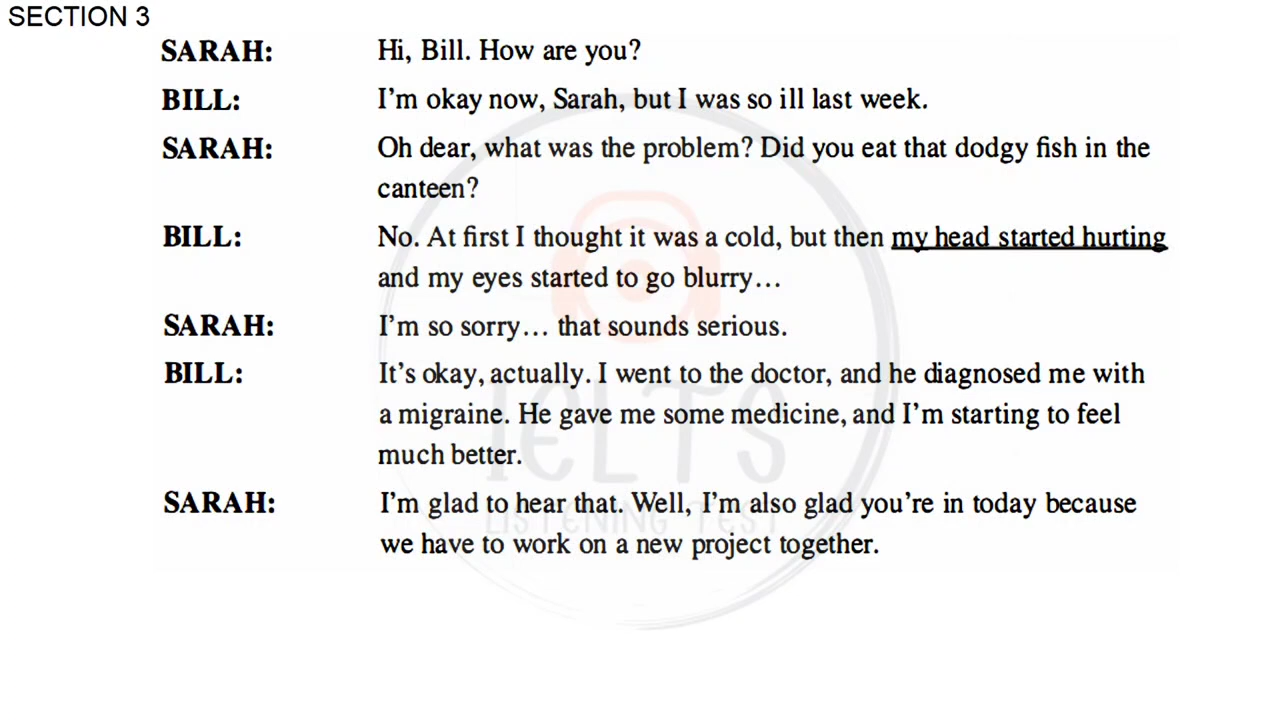 SECTION 3
SARAH: Hi, Bill. How are you?
BILL: I'm okay now, Sarah, but I was so ill last week.
SARAH: Oh dear, what was the problem? Did you eat that dodgy fish in the
canteen?
BILL: No. At first I thought it was a cold, but then my head started hurting
and my eyes started to go blurry…
SARAH: I'm so sorry… that sounds serious.
BILL: It's okay, actually. I went to the doctor, and he diagnosed me with
a migraine. He gave me some medicine, and I'm starting to feel
much better.
SARAH: I'm glad to hear that. Well, I'm also glad you're in today because
we have to work on a new project together.
IELTS
LISTENING TEST